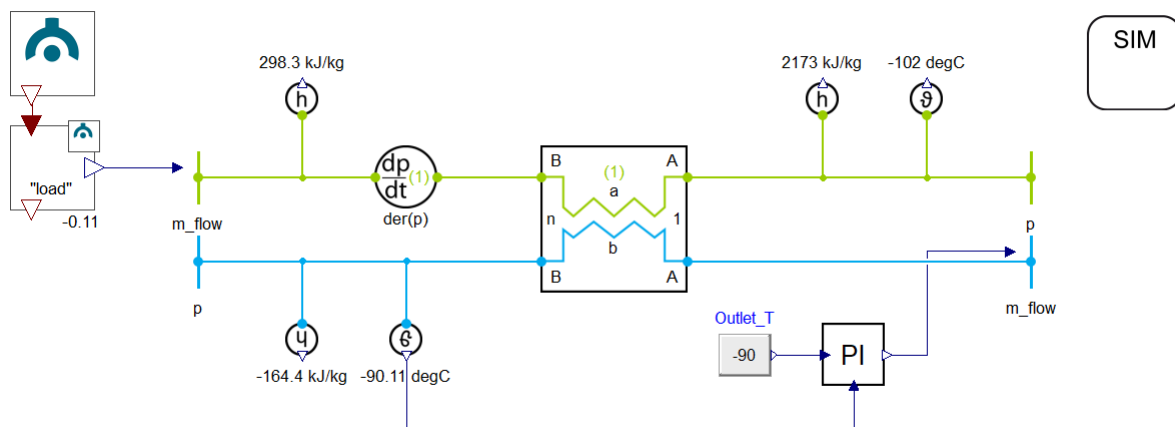 SIM
298.3 kJ/kg
2173 kJ/kg
-102 degC
h
h
ϑ
"load"
-0.11
m_flow
dp
dt
(1)
der(p)
B
A
(1)
a
n
1
b
B
A
p
p
m_flow
h
ϑ
-164.4 kJ/kg
-90.11 degC
Outlet_T
-90
PI